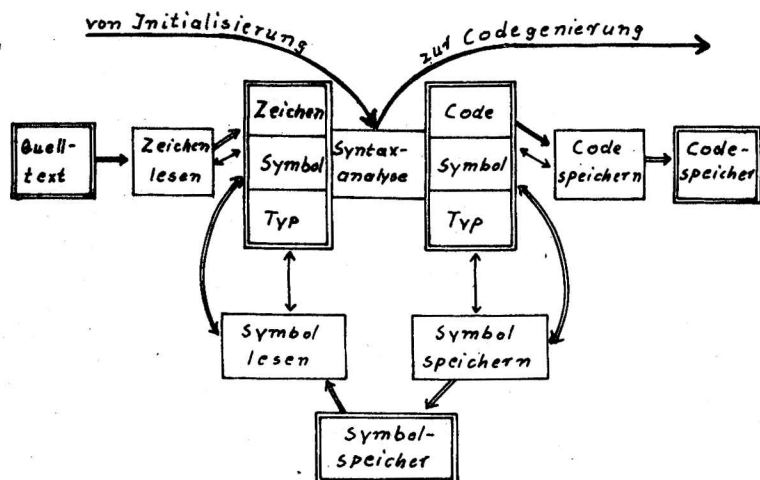 von Initialisierung
zur Codegenierung
Quell-
text
Zeichen
lesen
Zeichen
Symbol
Typ
Syntax-
analyse
Code
Symbol
Typ
Code
speichern
Code-
speicher
Symbol
lesen
Symbol
speichern
Symbol-
speicher